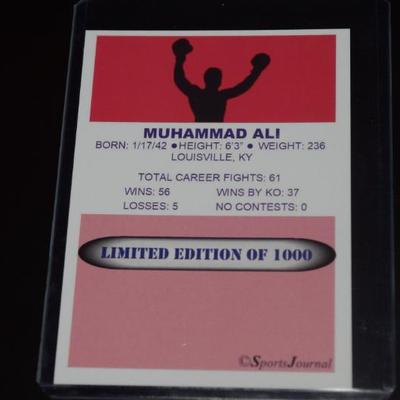 MUHAMMAD ALI
BORN: 1/17/42 ●HEIGHT: 6'3" ● WEIGHT: 236
LOUISVILLE, KY
TOTAL CAREER FIGHTS: 61
WINS: 56 WINS BY KO: 37
LOSSES: 5 NO CONTESTS: 0
LIMITED EDITION OF 1000
©SportsJournal